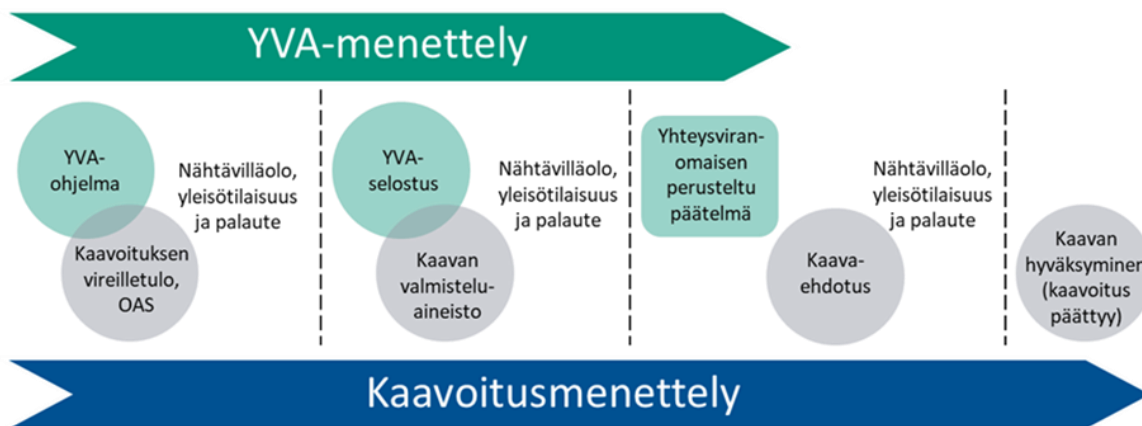 YVA-menettely
YVA-
ohjelma
Kaavoituksen
vireilletulo,
OAS
Nähtävilläolo,
yleisötilaisuus
ja palaute
YVA-
selostus
Kaavan
valmistelu-
aineisto
Nähtävilläolo,
yleisötilaisuus
ja palaute
Yhteysviran-
omaisen
perusteltu
päätelmä
Kaava-
ehdotus
Nähtävilläolo,
yleisötilaisuus
ja palaute
Kaavan
hyväksyminen
(kaavoitus
päättyy)
Kaavoitusmenettely